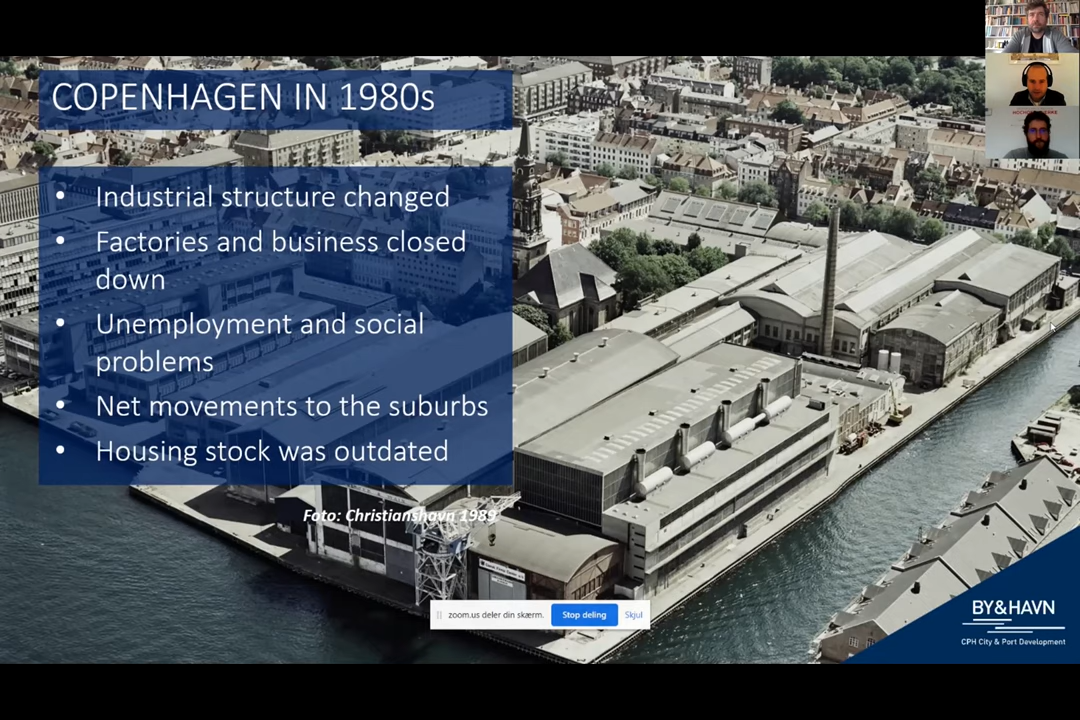 COPENHAGEN IN 1980s
• Industrial structure changed
• Factories and business closed
down
• Unemployment and social
problems
• Net movements to the suburbs
• Housing stock was outdated
Foto: Christianshavn 1989
zoom.us deler din skærm. Stop deling Skjul
BY&HAVN
CPH City & Port Development